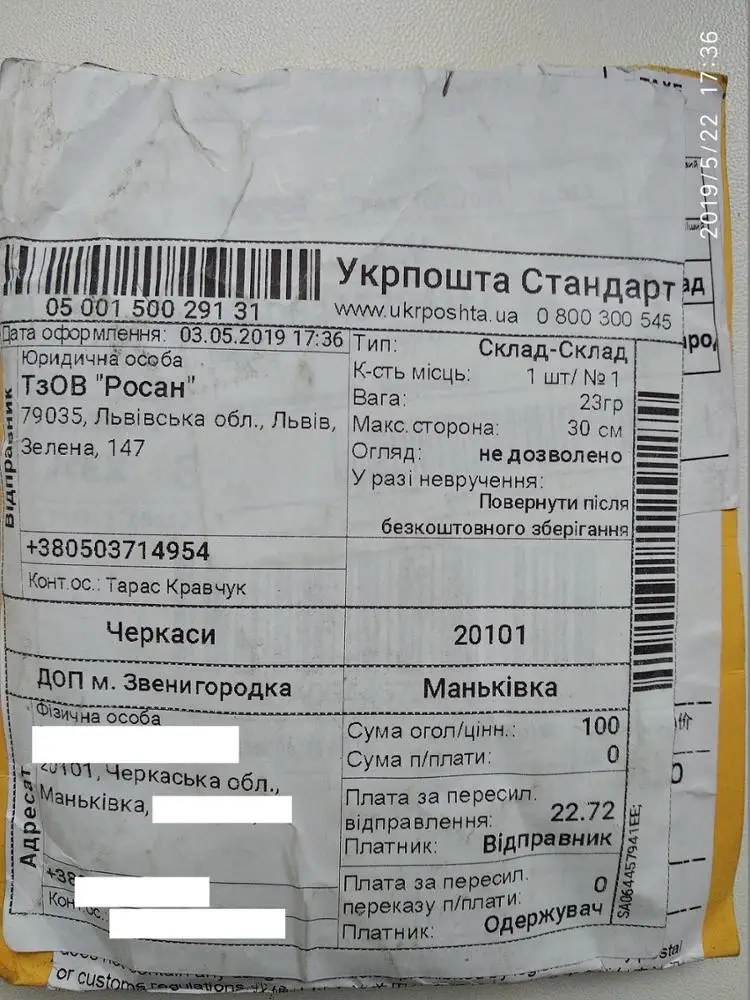 2019/5/22 17:36
Укрпошта Стандарт
05 001 500 291 31
www.ukrposhta.ua 0 800 300 545
Дата оформлення: 03.05.2019 17:36
Відправник
Юридична особа
ТзОВ "Росан"
79035, Львівська обл., Львів,
Зелена, 147
+380503714954
Конт.ос.: Тарас Кравчук
Тип: Склад-Склад
К-сть місць: 1 шт/ №1
Вага: 23гр
Макс.сторона: 30 см
Огляд: не дозволено
У разі невручення:
Повернути після
безкоштовного зберігання
Черкаси 20101
ДОП м. Звенигородка Маньківка
Адресат
Фізична особа
20101, Черкаська обл.,
Маньківка,
+38
Сума огол/цінн.: 100
Сума п/плати: 0
Плата за пересил.
відправлення: 22.72
Платник: Відправник
Плата за пересил.
переказу п/плати: 0
Платник: Одержувач
SA064457941EE;
or customs regulations